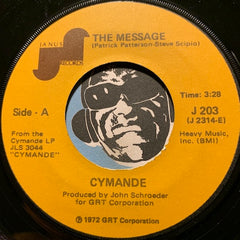 JANUS
RECORDS
THE MESSAGE
(Patrick Patterson-Steve Scipio)
Side - A
Time: 3:28
J 203
(J 2314-E)
From the
Cymande LP
JLS 3044
"CYMANDE"
Heavy Music,
Inc. (BMI)
CYMANDE
Produced by John Schroeder
for GRT Corporation
℗ 1972 GRT Corporation